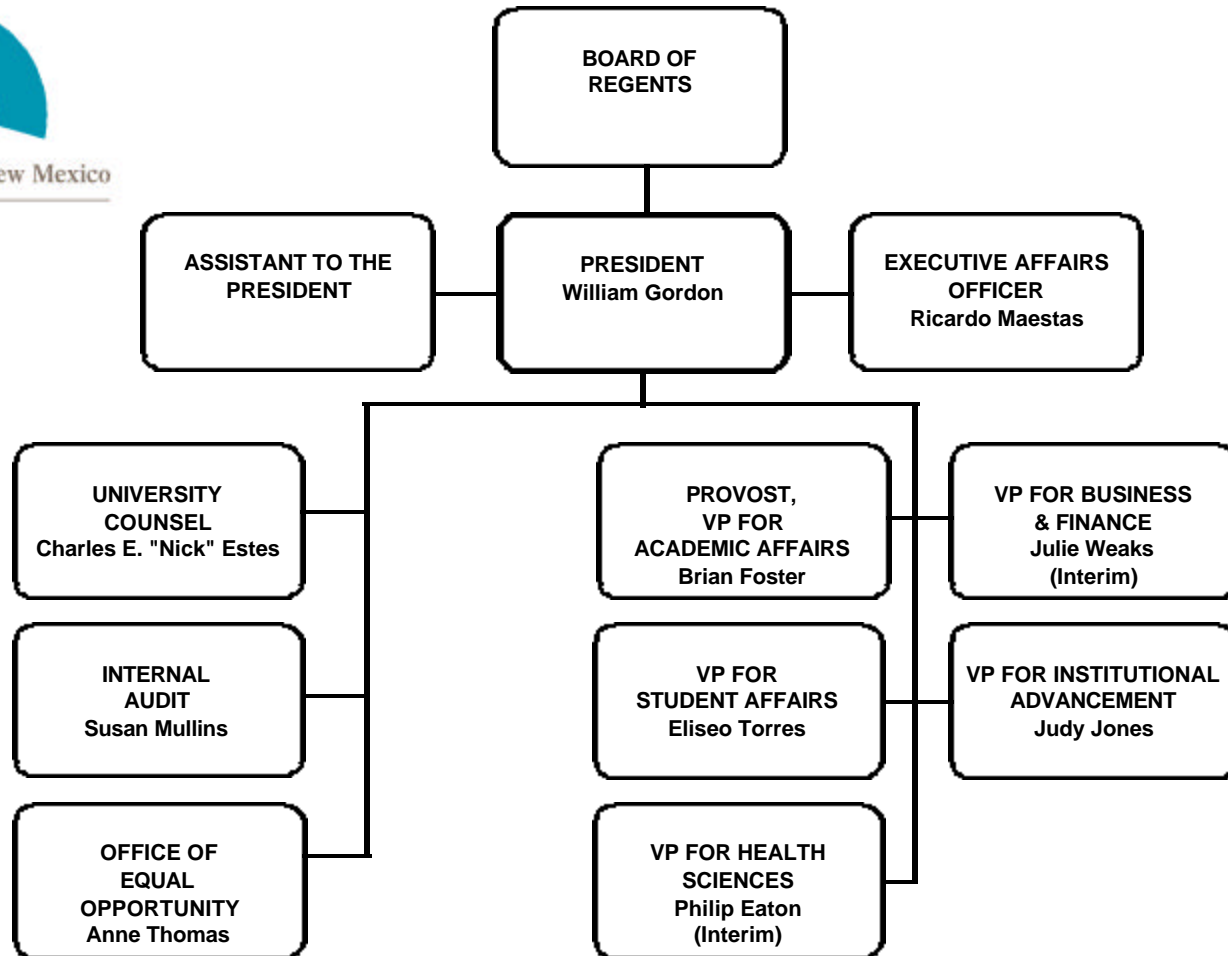 BOARD OF
REGENTS
ew Mexico
ASSISTANT TO THE
PRESIDENT
PRESIDENT
William Gordon
EXECUTIVE AFFAIRS
OFFICER
Ricardo Maestas
UNIVERSITY
COUNSEL
Charles E. "Nick" Estes
PROVOST,
VP FOR
ACADEMIC AFFAIRS
Brian Foster
VP FOR BUSINESS
& FINANCE
Julie Weaks
(Interim)
INTERNAL
AUDIT
Susan Mullins
VP FOR
STUDENT AFFAIRS
Eliseo Torres
VP FOR INSTITUTIONAL
ADVANCEMENT
Judy Jones
OFFICE OF
EQUAL
OPPORTUNITY
Anne Thomas
VP FOR HEALTH
SCIENCES
Philip Eaton
(Interim)